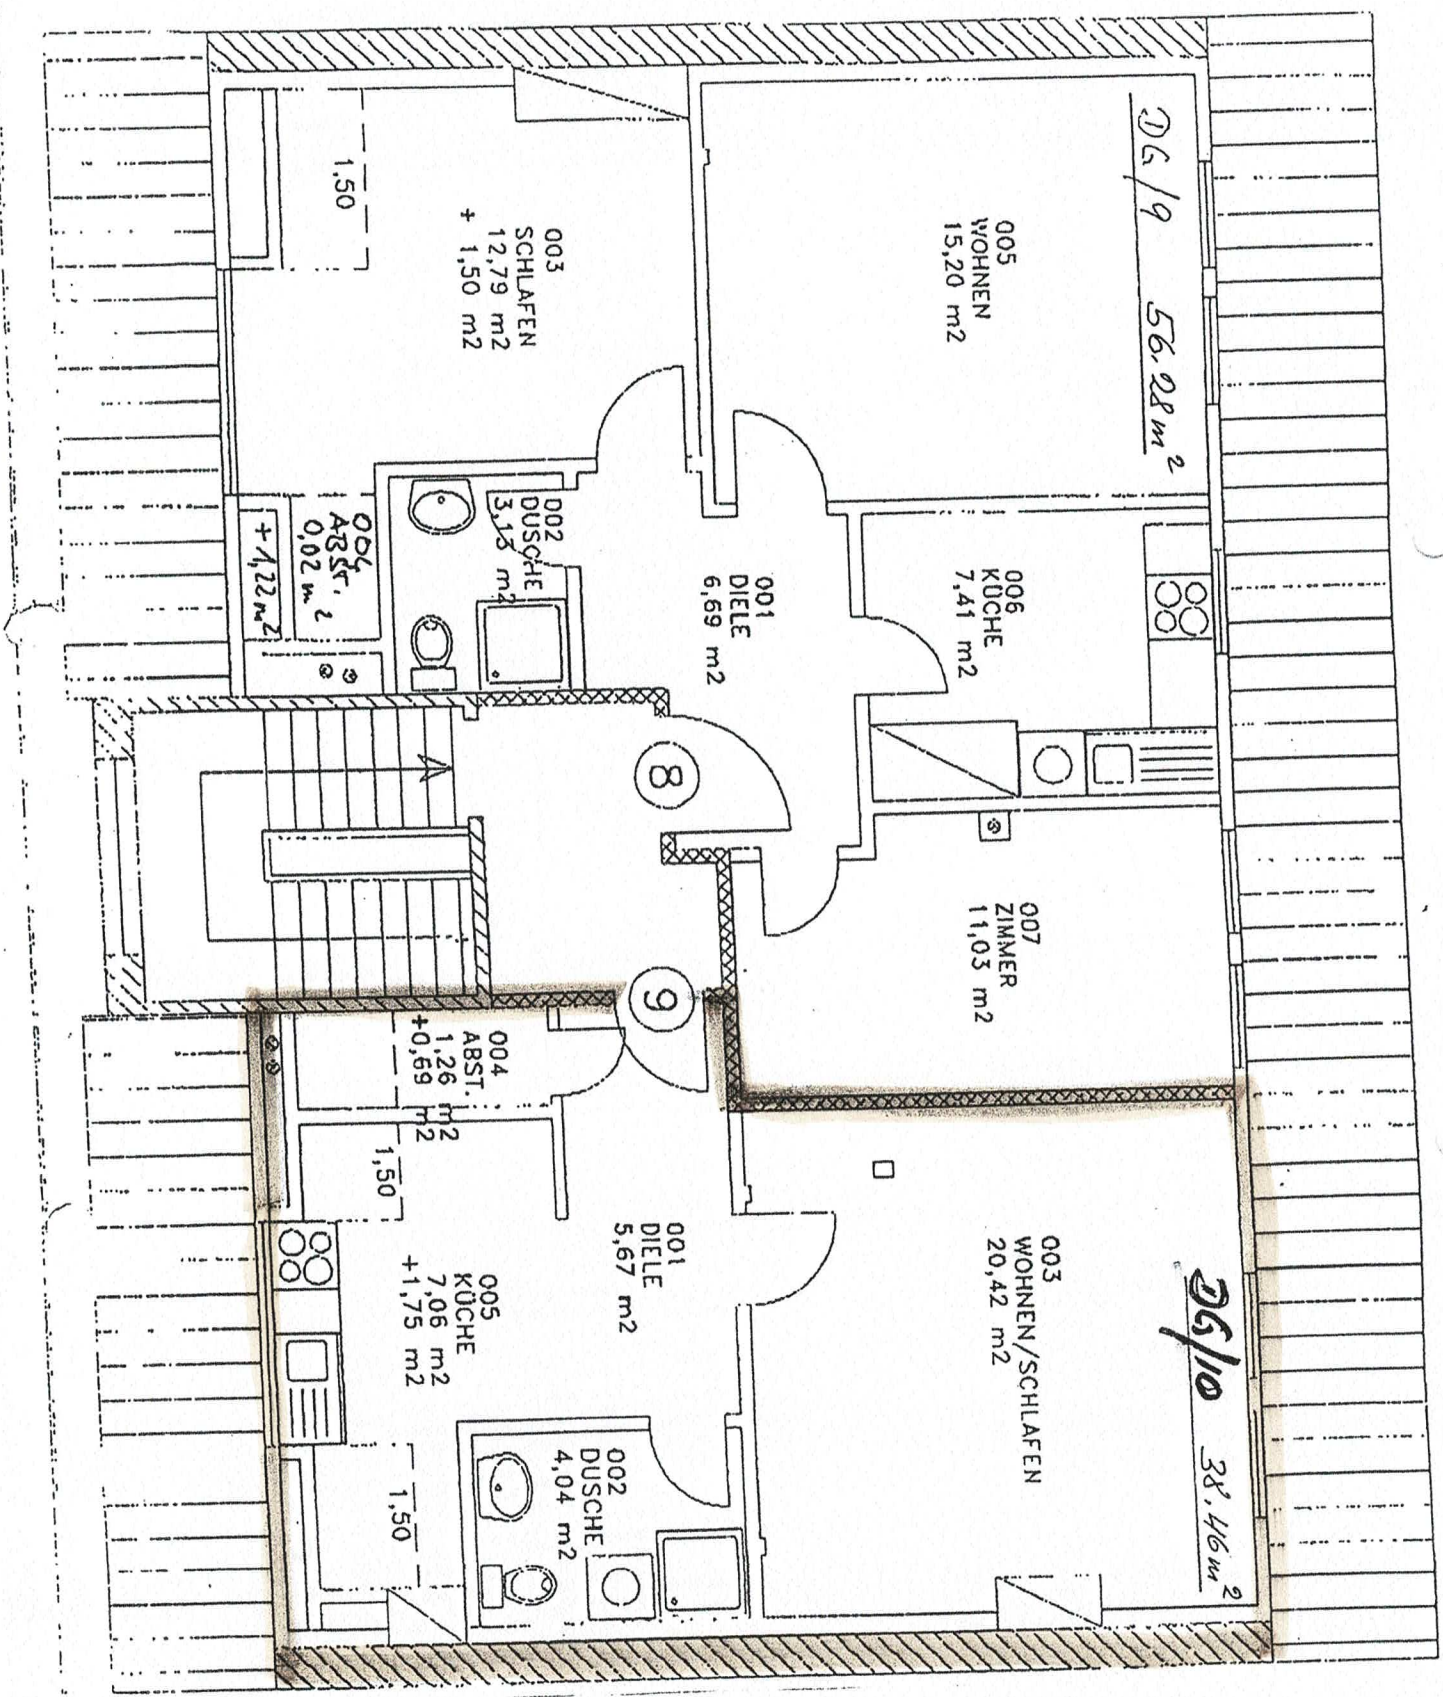 DG/9 56.28 m²
005
WOHNEN
15,20 m2
003
SCHLAFEN
12,79 m2
+ 1,50 m2
1,50
006
KÜCHE
7,41 m2
001
DIELE
6,69 m2
002
DUSCHE
3,13 m2
004
ABST.
0,02 m²
+1,22 m²
8
007
ZIMMER
11,03 m2
9
004
ABST.
1,26 m2
+0,69 m2
DG/10 38.46 m²
003
WOHNEN/SCHLAFEN
20,42 m2
001
DIELE
5,67 m2
1,50
005
KÜCHE
7,06 m2
+1,75 m2
002
DUSCHE
4,04 m2
1,50